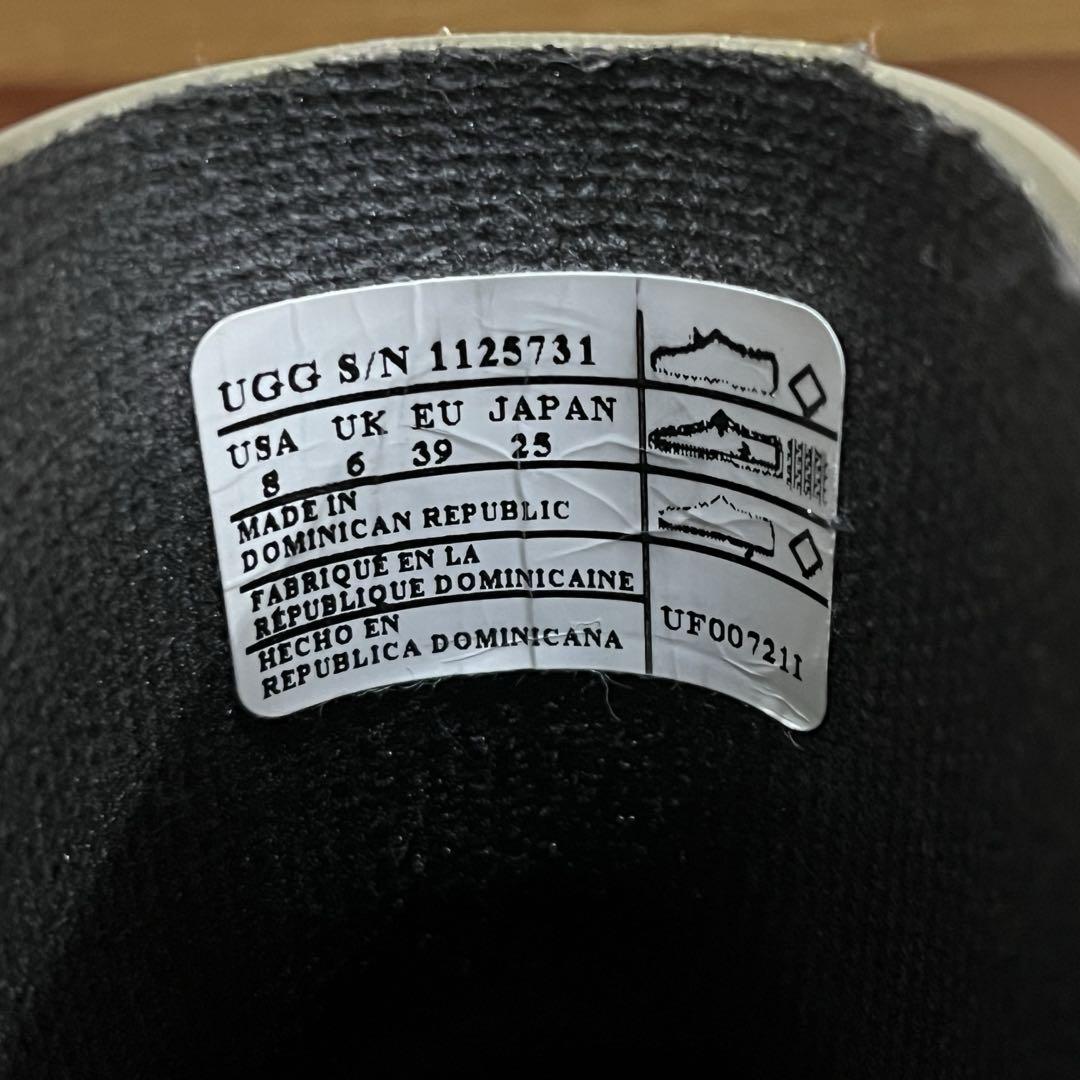 UGG S/N 1125731
USA UK EU JAPAN
8 6 39 25
MADE IN
DOMINICAN REPUBLIC
FABRIQUÉ EN LA
RÉPUBLIQUE DOMINICAINE
HECHO EN
REPUBLICA DOMINICANA
UF00721I